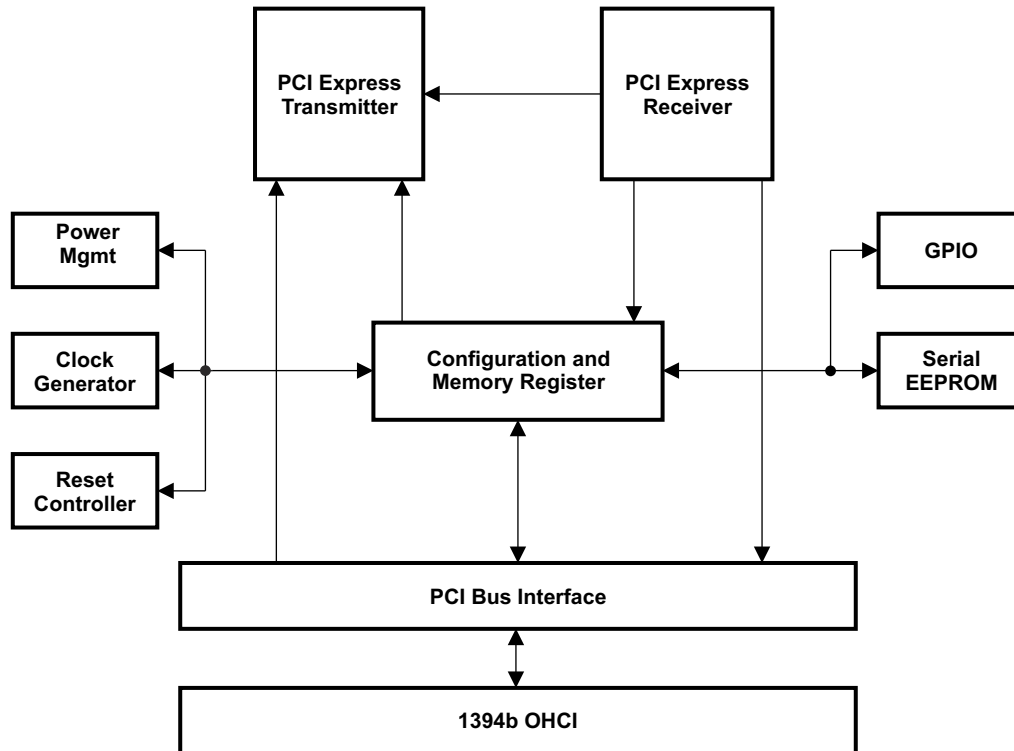 PCI Express
Transmitter
PCI Express
Receiver
Power
Mgmt
GPIO
Clock
Generator
Configuration and
Memory Register
Serial
EEPROM
Reset
Controller
PCI Bus Interface
1394b OHCI